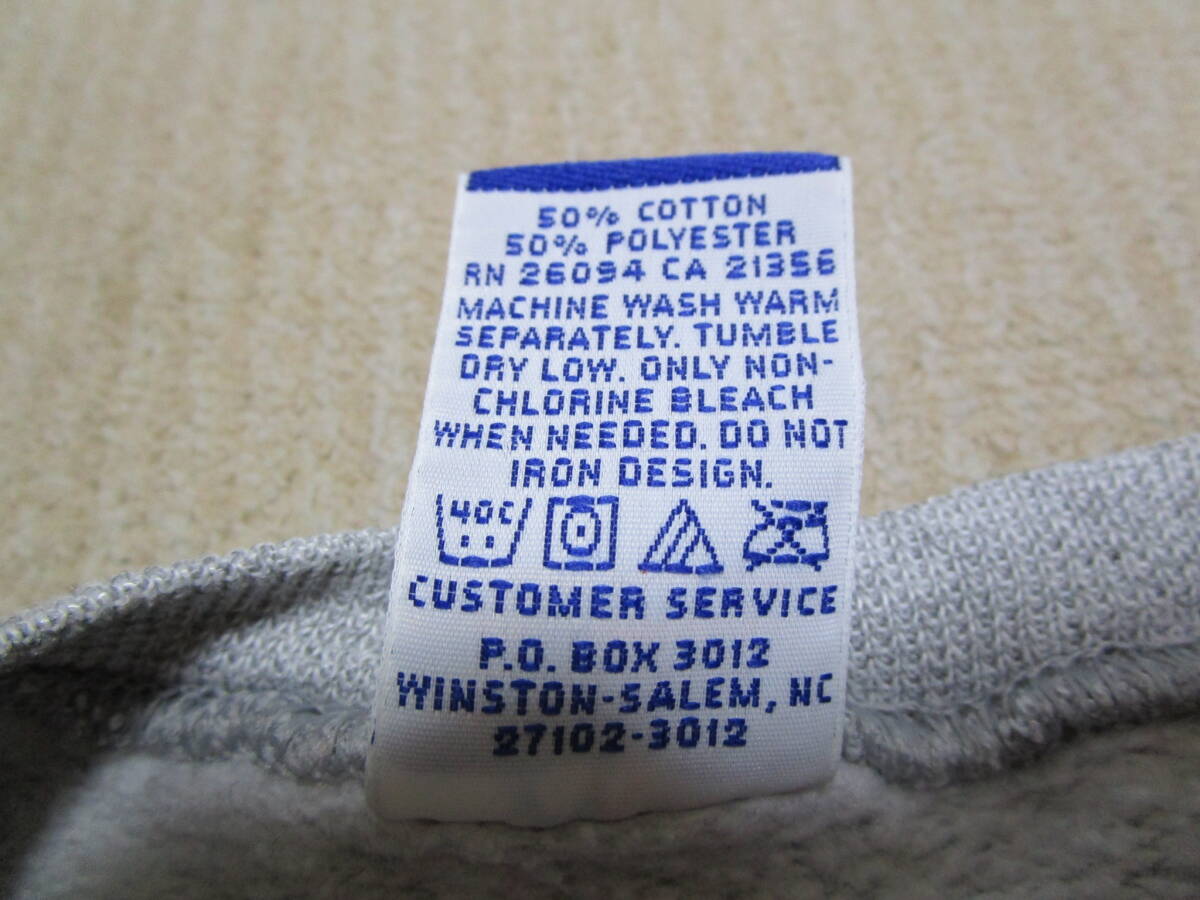 50% COTTON
50% POLYESTER
RN 26094 CA 21356
MACHINE WASH WARM
SEPARATELY. TUMBLE
DRY LOW. ONLY NON-
CHLORINE BLEACH
WHEN NEEDED. DO NOT
IRON DESIGN.
40C
CUSTOMER SERVICE
P.O. BOX 3012
WINSTON-SALEM, NC
27102-3012